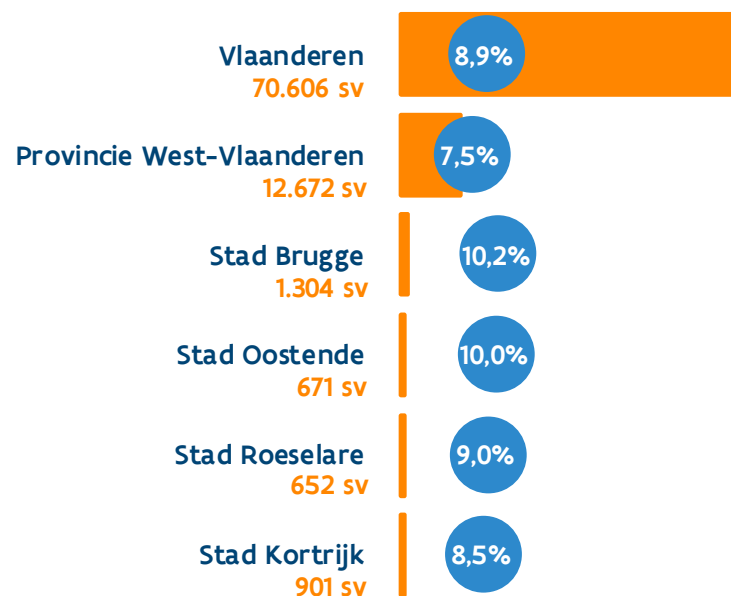 Vlaanderen
70.606 sv
8,9%
Provincie West-Vlaanderen
12.672 sv
7,5%
Stad Brugge
1.304 sv
10,2%
Stad Oostende
671 sv
10,0%
Stad Roeselare
652 sv
9,0%
Stad Kortrijk
901 sv
8,5%